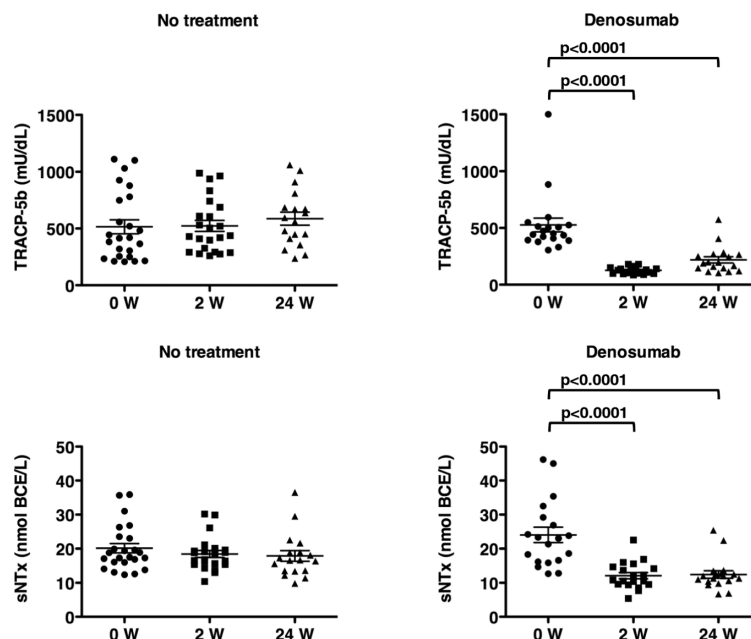 No treatment
TRACP-5b (mU/dL)
1500
1000
500
0
0 W 2 W 24 W
Denosumab
p<0.0001
p<0.0001
TRACP-5b (mU/dL)
1500
1000
500
0
0 W 2 W 24 W
No treatment
sNTx (nmol BCE/L)
50
40
30
20
10
0
0 W 2 W 24 W
Denosumab
p<0.0001
p<0.0001
sNTx (nmol BCE/L)
50
40
30
20
10
0
0 W 2 W 24 W